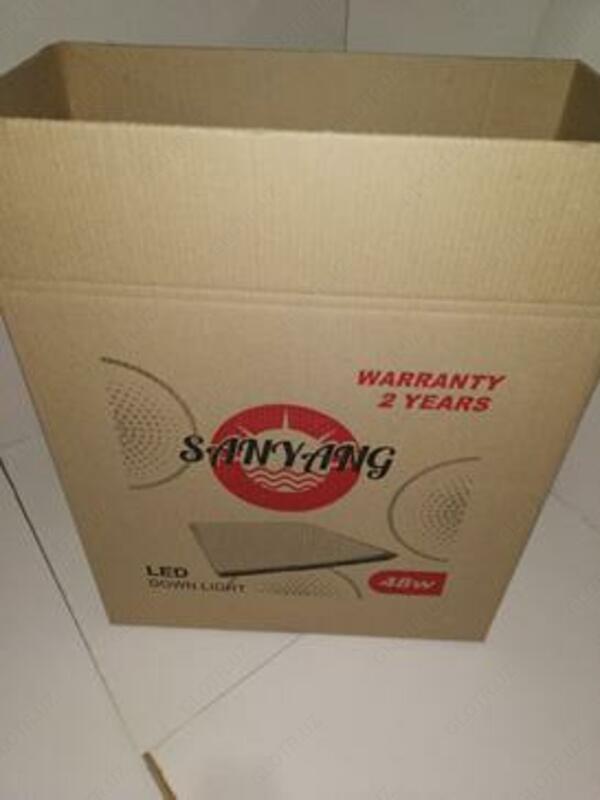 WARRANTY
2 YEARS
SANYANG
LED
DOWN LIGHT
48W